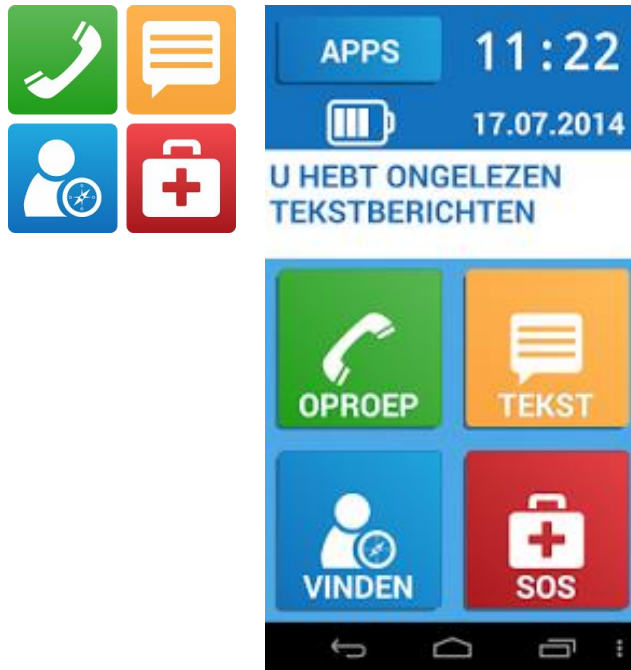 APPS
11:22
17.07.2014
U HEBT ONGELEZEN
TEKSTBERICHTEN
OPROEP
TEKST
VINDEN
SOS